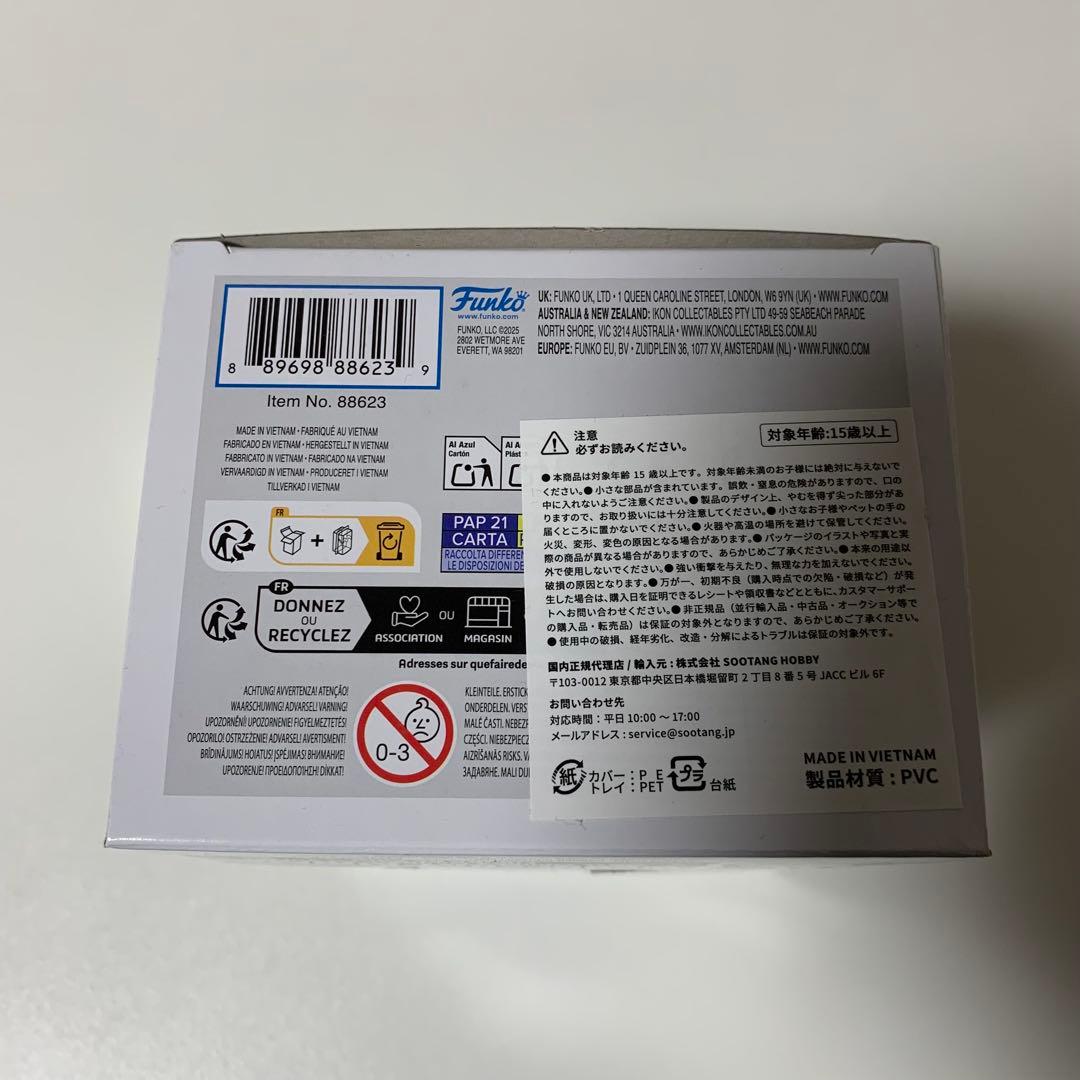 8 89698 88623 9
Item No. 88623
Funko
www.funko.com
FUNKO, LLC ©2025
2802 WETMORE AVE
EVERETT, WA 98201
UK: FUNKO UK, LTD • 1 QUEEN CAROLINE STREET, LONDON, W6 9YN (UK) • WWW.FUNKO.COM
AUSTRALIA & NEW ZEALAND: IKON COLLECTABLES PTY LTD 49-59 SEABEACH PARADE
NORTH SHORE, VIC 3214 AUSTRALIA • WWW.IKONCOLLECTABLES.COM.AU
EUROPE: FUNKO EU, BV • ZUIDPLEIN 36, 1077 XV, AMSTERDAM (NL) • WWW.FUNKO.COM
MADE IN VIETNAM • FABRIQUÉ AU VIETNAM
FABRICADO EN VIETNAM • HERGESTELLT IN VIETNAM
FABBRICATO IN VIETNAM • FABRICADO NA VIETNAM
VERVAARDIGD IN VIETNAM • PRODUCERET I VIETNAM
TILLVERKAD I VIETNAM
Al Azul
Cartón
Al A
Plást
FR
+
PAP 21
CARTA
RACCOLTA DIFFEREN
LE DISPOSIZIONI DE
FR
DONNEZ
OU
RECYCLEZ
ASSOCIATION
OU
MAGASIN
Adresses sur quefairede
ACHTUNG! AVVERTENZA! ATENÇÃO!
WAARSCHUWING! ADVARSEL! VARNING!
UPOZORNĚNÍ! UPOZORNENIE! FIGYELMEZTETÉS!
OPOZORILO! OSTRZEŻENIE! ADVARSEL! AVERTISMENT!
BRĪDINĀJUMS! HOIATUS! ĮSPĖJIMAS! ВНИМАНИЕ!
UPOZORENJE! ΠΡΟΕΙΔΟΠΟΙΗΣΗ! DİKKAT!
0-3
KLEINTEILE. ERSTICK
ONDERDELEN. VERS
MALÉ ČASTI. NEBEZP
CZĘŚCI. NIEBEZPIECZ
AIZRĪŠANĀS RISKS. V
ЗАДАВЯНЕ. MALI DIJE
注意
必ずお読みください。
対象年齢:15歳以上
●本商品は対象年齢 15 歳以上です。対象年齢未満のお子様には絶対に与えないで
ください。●小さな部品が含まれています。誤飲・窒息の危険がありますので、口の
中に入れないようご注意ください。●製品のデザイン上、やむを得ず尖った部分があ
りますので、お取り扱いには十分注意してください。●小さなお子様やペットの手の
届くところに置かないでください。●火器や高温の場所を避けて保管してください。
火災、変形、変色の原因となる場合があります。●パッケージのイラストや写真と実
際の商品が異なる場合がありますので、あらかじめご了承ください。●本来の用途以
外で使用しないでください。●強い衝撃を与えたり、無理な力を加えないでください。
破損の原因となります。●万が一、初期不良（購入時点での欠陥・破損など）が発
生した場合は、購入日を証明できるレシートや領収書などとともに、カスタマーサポー
トへお問い合わせください。●非正規品（並行輸入品・中古品・オークション等で
の購入品・転売品）は保証の対象外となりますので、あらかじめご了承ください。
●使用中の破損、経年劣化、改造・分解によるトラブルは保証の対象外です。
国内正規代理店 / 輸入元 : 株式会社 SOOTANG HOBBY
〒103-0012 東京都中央区日本橋堀留町 2 丁目 8 番 5 号 JACC ビル 6F
お問い合わせ先
対応時間 : 平日 10:00 〜 17:00
メールアドレス : service@sootang.jp
紙
カバー : P E
トレイ : PET
プラ
台紙
MADE IN VIETNAM
製品材質 : PVC